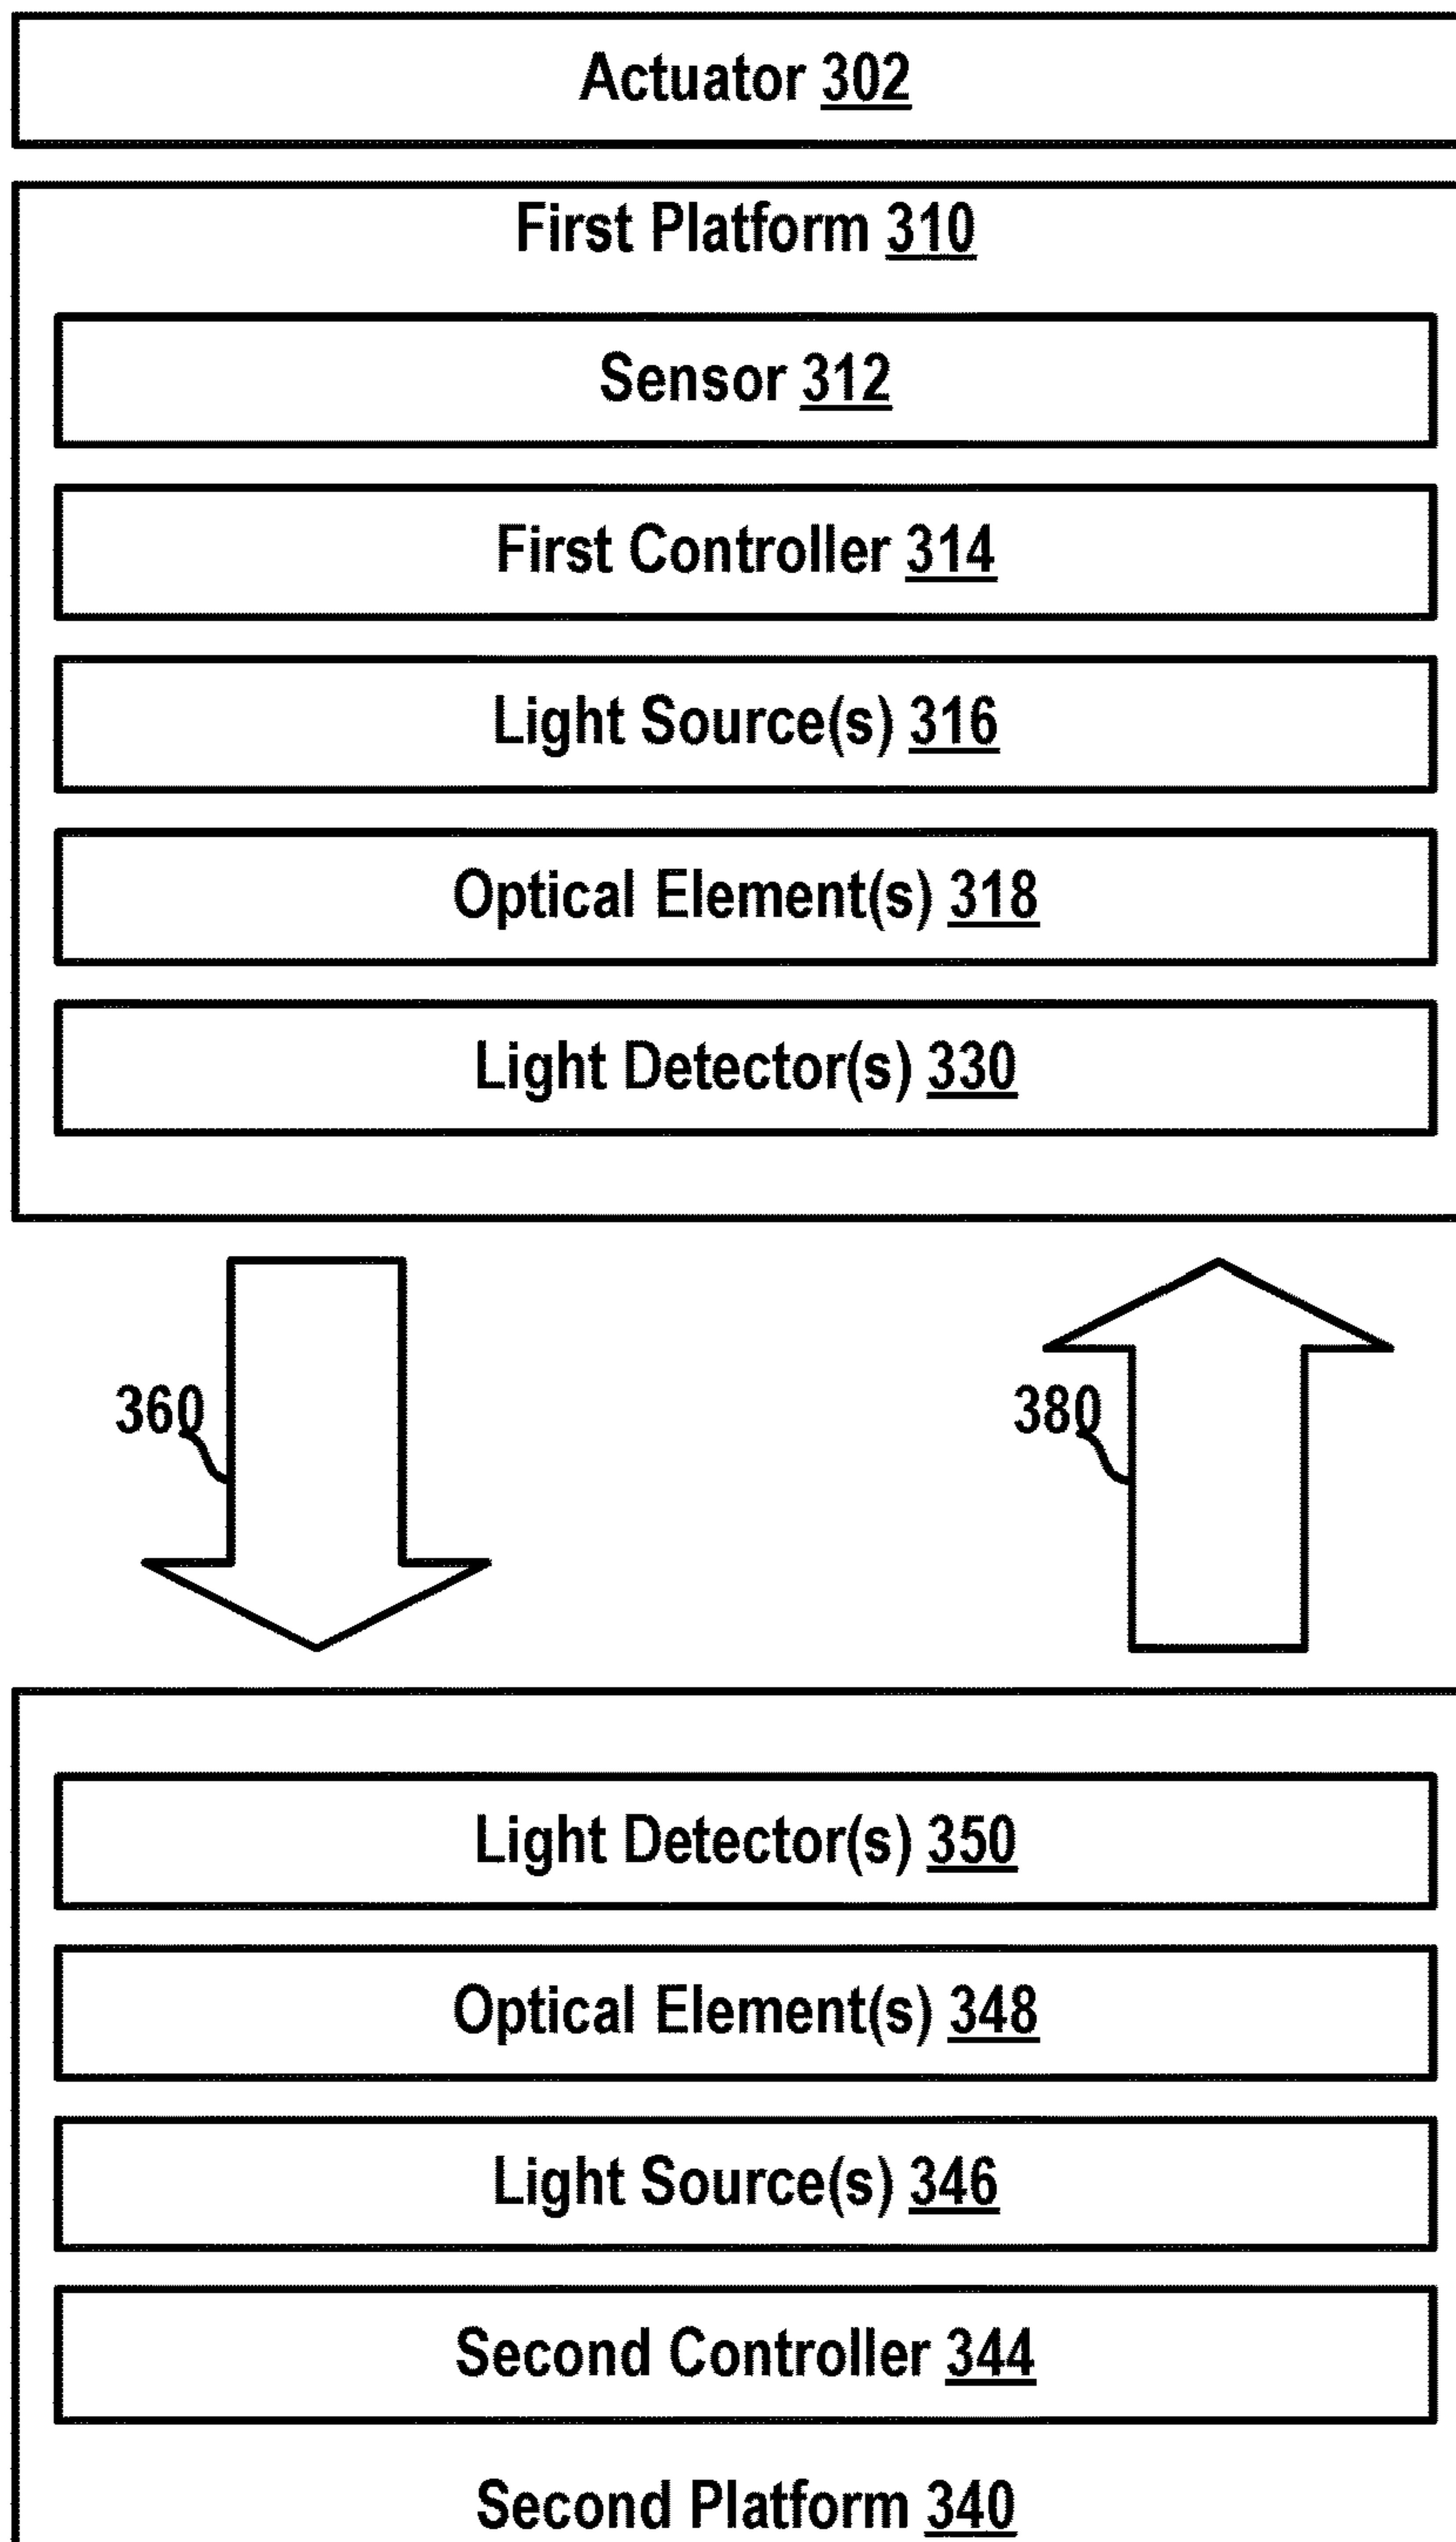 Actuator 302
First Platform 310
Sensor 312
First Controller 314
Light Source(s) 316
Optical Element(s) 318
Light Detector(s) 330
360
380
Light Detector(s) 350
Optical Element(s) 348
Light Source(s) 346
Second Controller 344
Second Platform 340